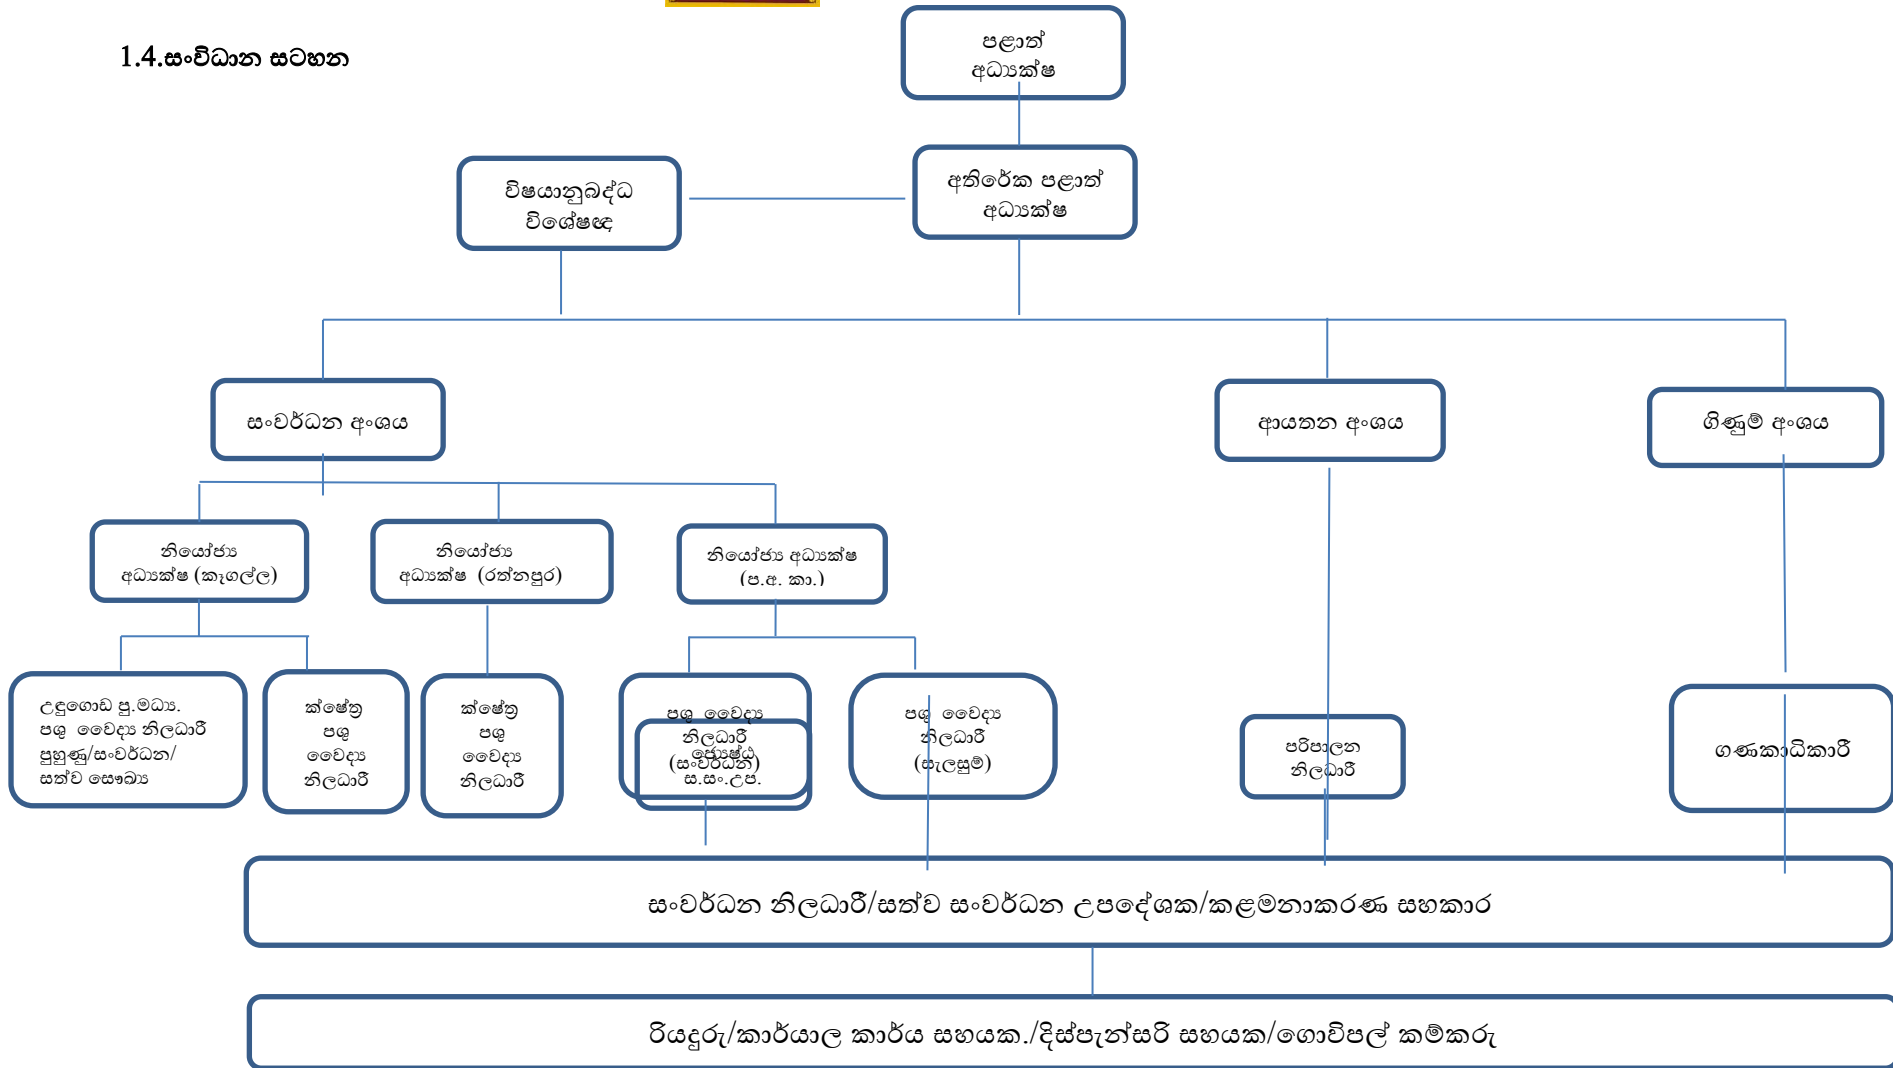 1.4.සංවිධාන සටහන
පළාත්
අධ්‍යක්ෂ
විෂයානුබද්ධ
විශේෂඥ
අතිරේක පළාත්
අධ්‍යක්ෂ
සංවර්ධන අංශය
ආයතන අංශය
ගිණුම් අංශය
නියෝජ්‍ය
අධ්‍යක්ෂ (කෑගල්ල)
නියෝජ්‍ය
අධ්‍යක්ෂ (රත්නපුර)
නියෝජ්‍ය අධ්‍යක්ෂ
(ප.අ. කා.)
උඳුගොඩ පු.මධ්‍ය.
පශු වෛද්‍ය නිලධාරී
පුහුණු/සංවර්ධන/
සත්ව සෞඛ්‍ය
ක්ෂේත්‍ර
පශු
වෛද්‍ය
නිලධාරී
ක්ෂේත්‍ර
පශු
වෛද්‍ය
නිලධාරී
පශු වෛද්‍ය
නිලධාරී
(සංවර්ධන)
ජ්‍යෙෂ්ඨ
ස.සං.උප.
පශු වෛද්‍ය
නිලධාරී
(සැලසුම්)
පරිපාලන
නිලධාරී
ගණකාධිකාරී
සංවර්ධන නිලධාරී/සත්ව සංවර්ධන උපදේශක/කළමනාකරණ සහකාර
රියදුරු/කාර්යාල කාර්ය සහයක./දිස්පැන්සරි සහයක/ගොවිපල් කම්කරු